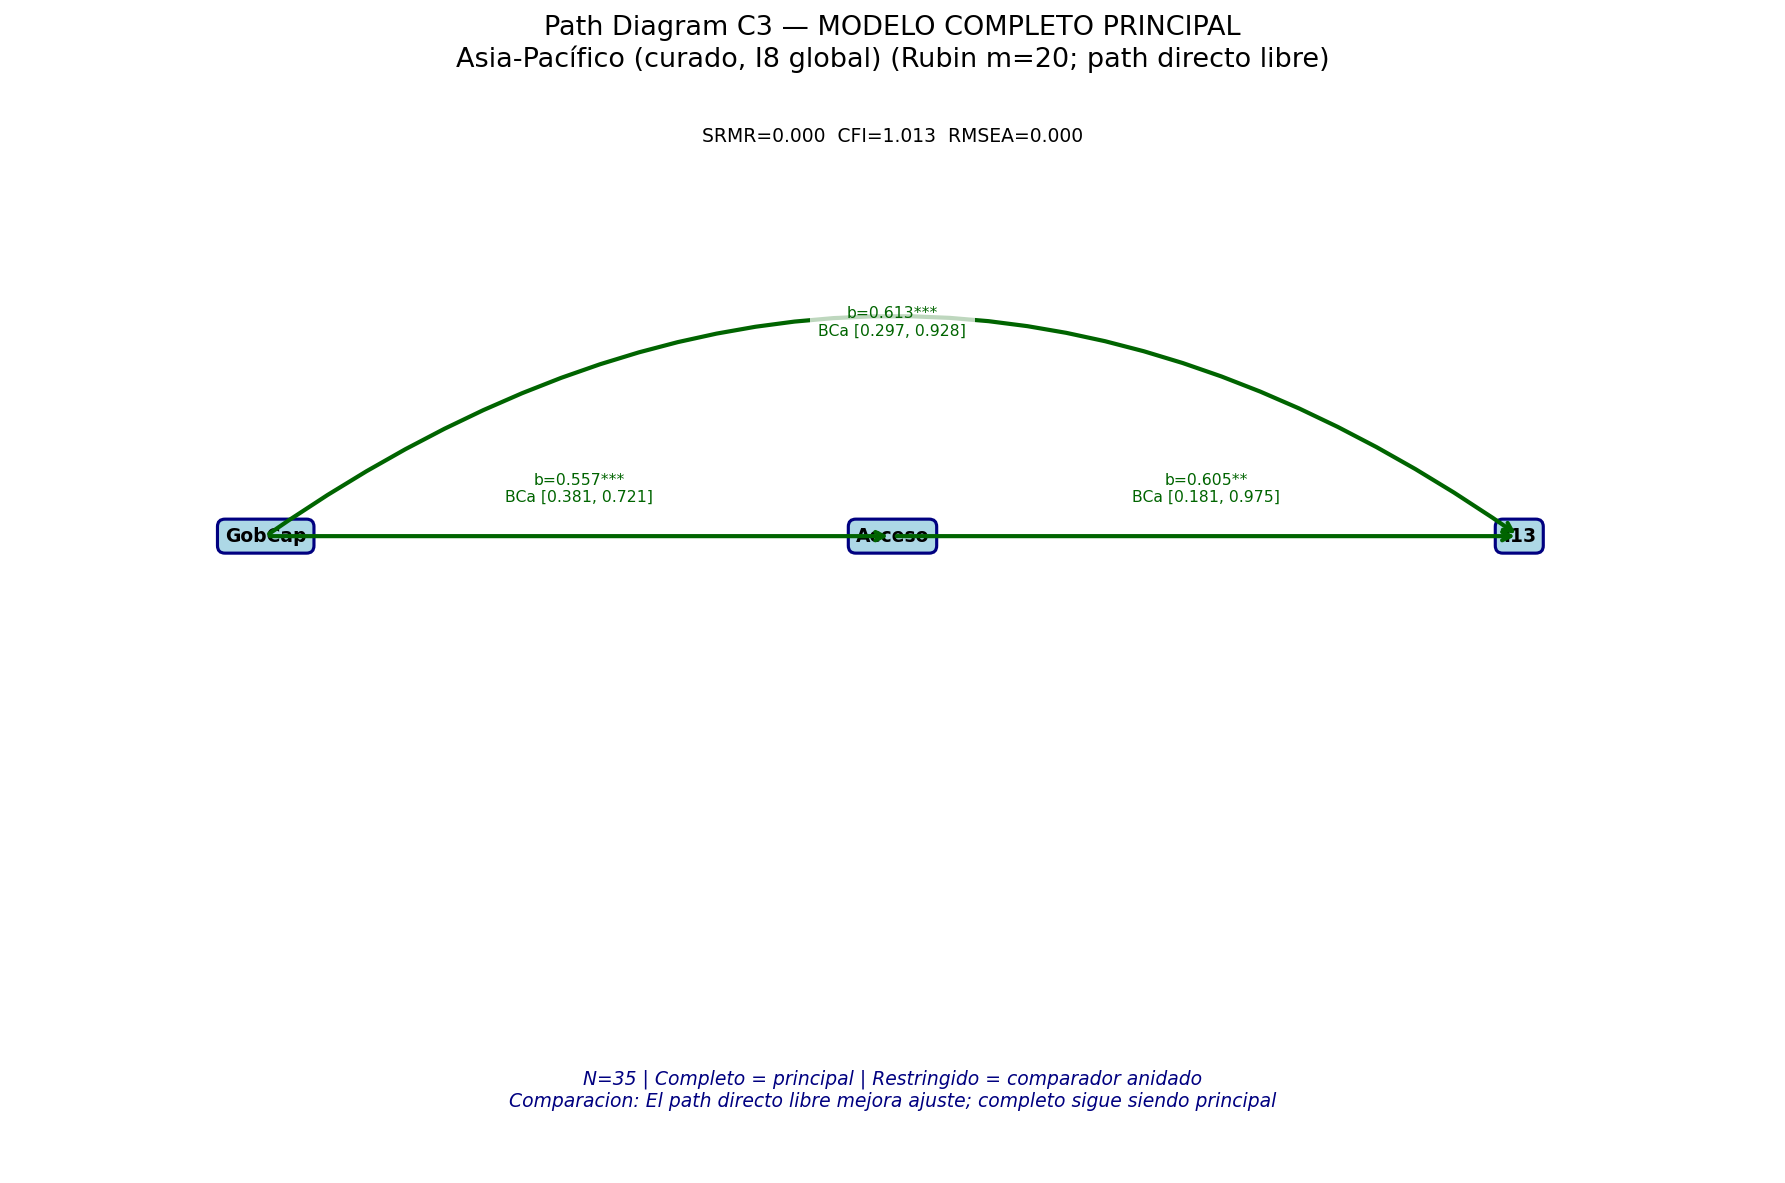 Path Diagram C3 — MODELO COMPLETO PRINCIPAL
Asia-Pacífico (curado, I8 global) (Rubin m=20; path directo libre)
SRMR=0.000  CFI=1.013  RMSEA=0.000
b=0.613***
BCa [0.297, 0.928]
b=0.557***
BCa [0.381, 0.721]
b=0.605**
BCa [0.181, 0.975]
GobCap
Acceso
N=35 | Completo = principal | Restringido = comparador anidado
Comparacion: El path directo libre mejora ajuste; completo sigue siendo principal